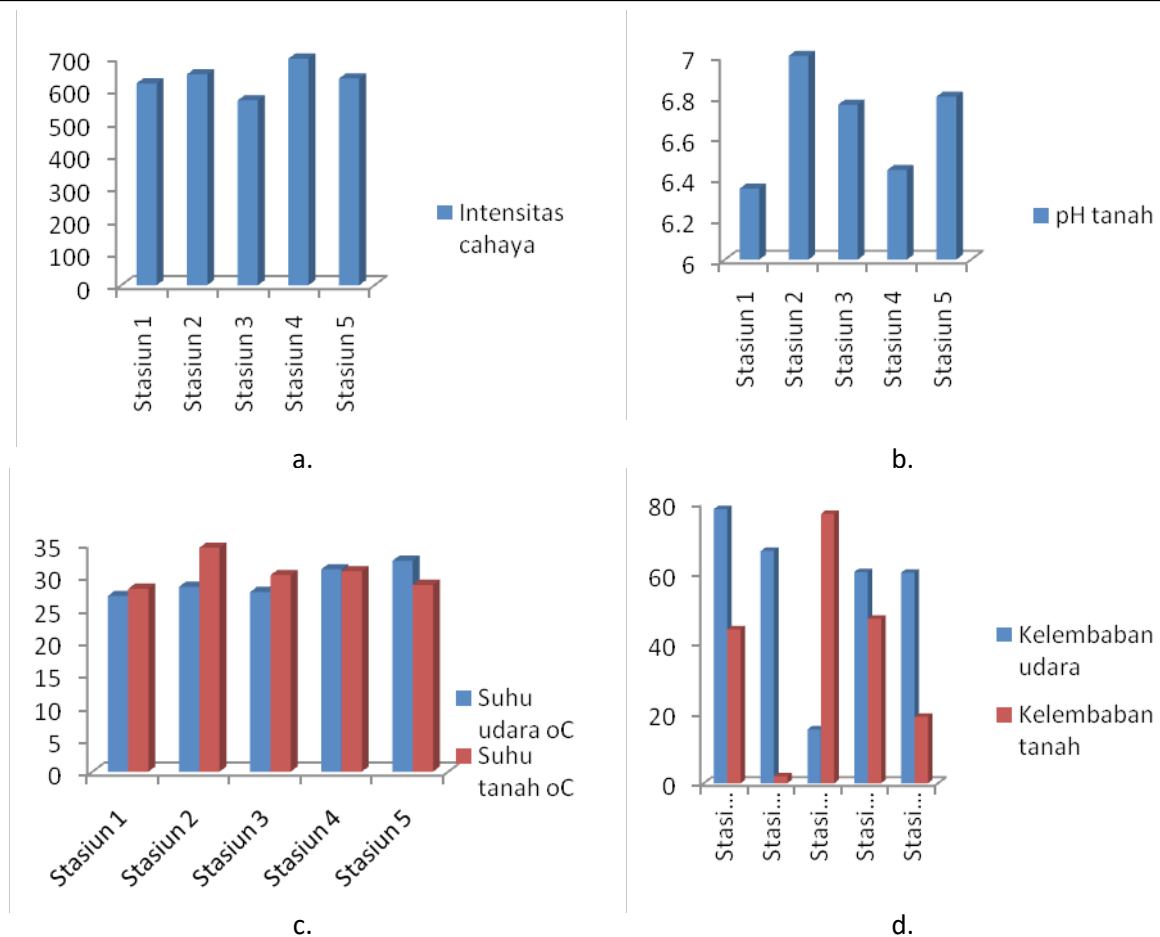 700
600
500
400
300
200
100
0
Stasiun 1
Stasiun 2
Stasiun 3
Stasiun 4
Stasiun 5
Intensitas
cahaya
a.
7
6.8
6.6
6.4
6.2
6
Stasiun 1
Stasiun 2
Stasiun 3
Stasiun 4
Stasiun 5
pH tanah
b.
35
30
25
20
15
10
5
0
Stasiun 1
Stasiun 2
Stasiun 3
Stasiun 4
Stasiun 5
Suhu
udara oC
Suhu
tanah oC
c.
80
60
40
20
0
Stasi...
Stasi...
Stasi...
Stasi...
Stasi...
Kelembaban
udara
Kelembaban
tanah
d.